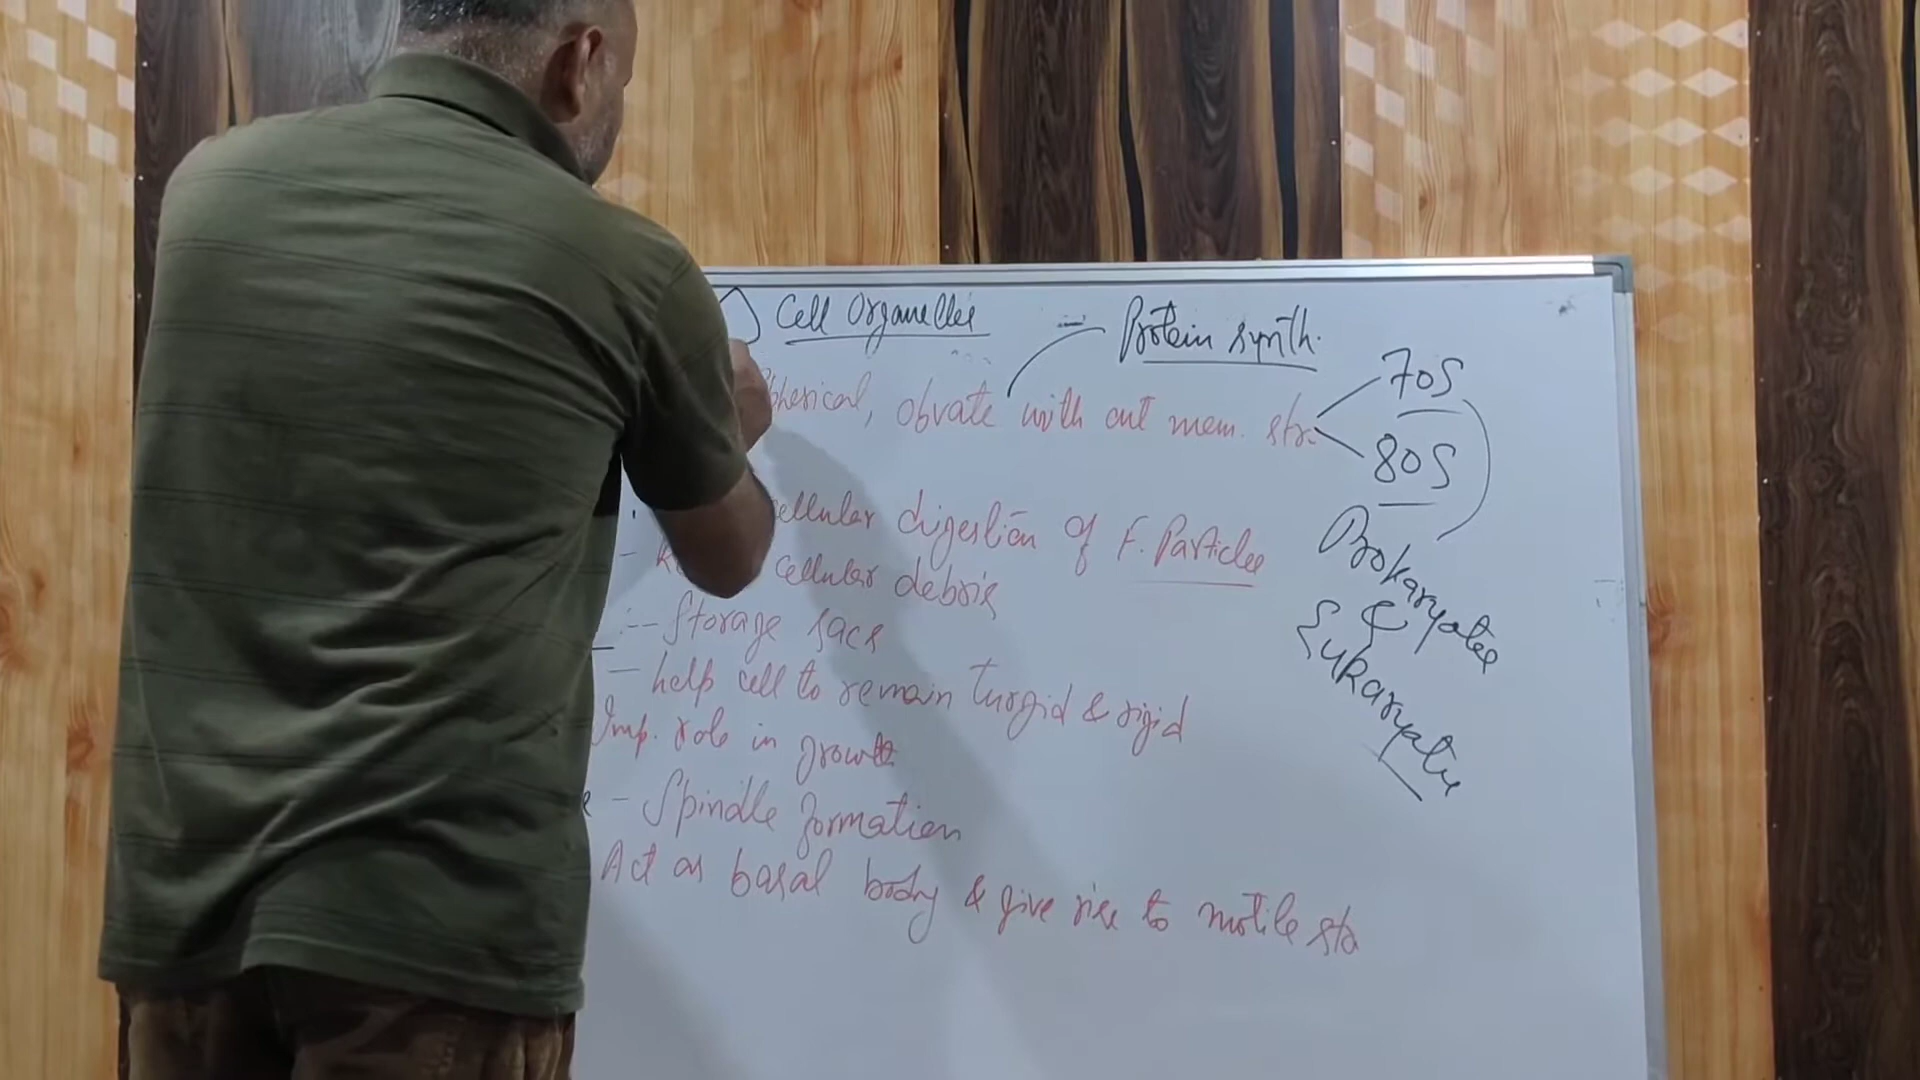 Cell Organelles - Protein synth.
spherical, obvate with out mem. str. 70S
80S
cellular digestion of F. Particles
- cellular debris
:- Storage sacs
- help cell to remain Turgid & rigid
Imp. role in growth
- Spindle formation
Act as basal body & give rise to motile str
Prokaryotes
&
Eukaryotes